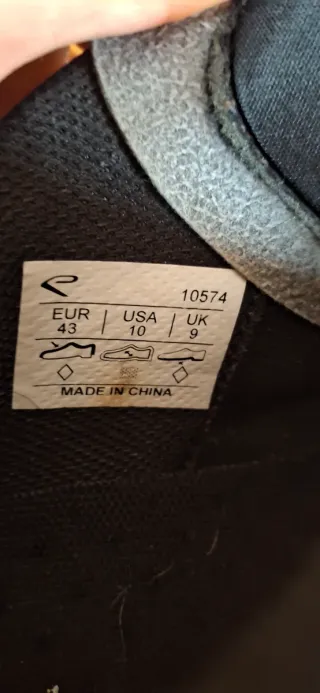 10574
EUR | USA | UK
43 | 10 | 9
MADE IN CHINA